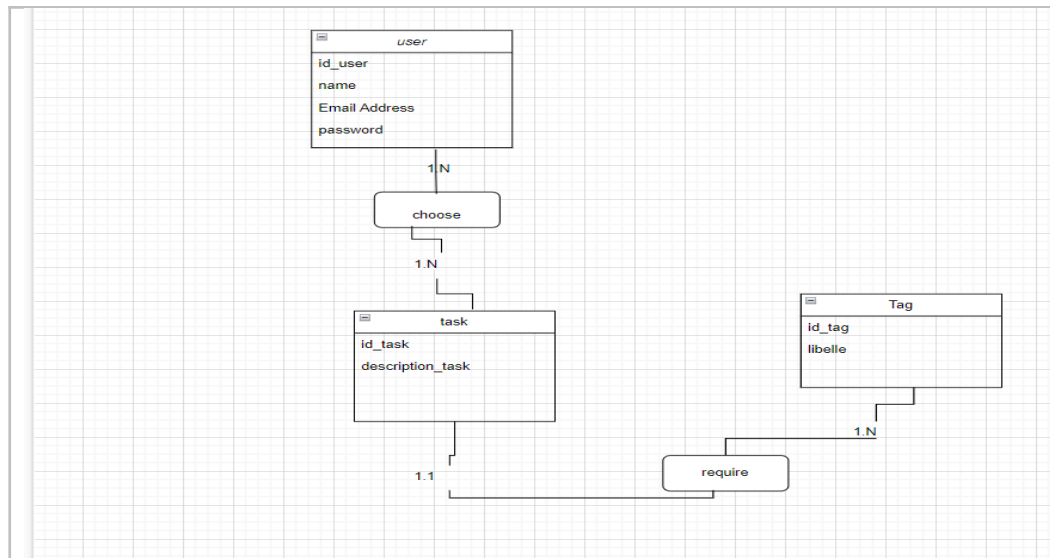 user
id_user
name
Email Address
password
1.N
choose
1.N
task
id_task
description_task
Tag
id_tag
libelle
1.N
1.1
require